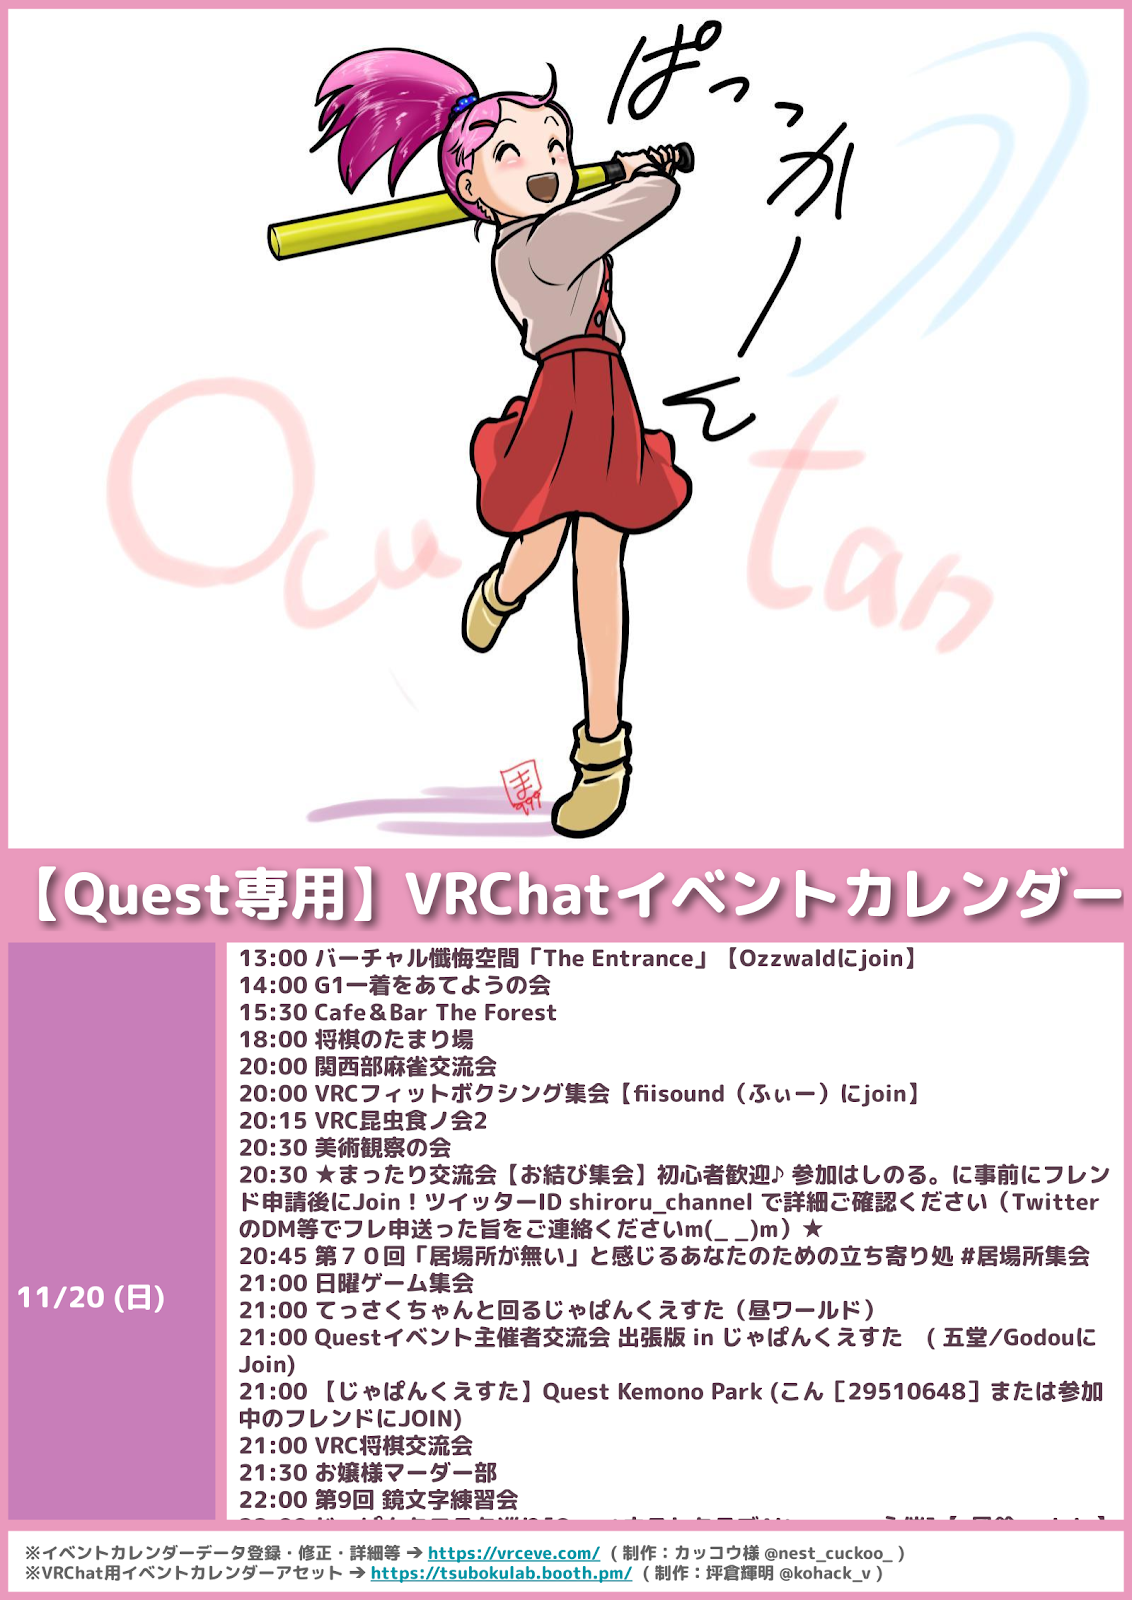 ぱっっかーーん
Ocu tan
ま
999
【Quest専用】VRChatイベントカレンダー
11/20 (日)
13:00 バーチャル懺悔空間「The Entrance」【Ozzwaldにjoin】
14:00 G1一着をあてようの会
15:30 Cafe＆Bar The Forest
18:00 将棋のたまり場
20:00 関西部麻雀交流会
20:00 VRCフィットボクシング集会【fiisound（ふぃー）にjoin】
20:15 VRC昆虫食ノ会2
20:30 美術観察の会
20:30 ★まったり交流会【お結び集会】初心者歓迎♪ 参加はしのる。に事前にフレン
ド申請後にJoin！ツイッターID shiroru_channel で詳細ご確認ください（Twitter
のDM等でフレ申送った旨をご連絡くださいm(_ _)m）★
20:45 第７０回「居場所が無い」と感じるあなたのための立ち寄り処 #居場所集会
21:00 日曜ゲーム集会
21:00 てっさくちゃんと回るじゃぱんくえすた（昼ワールド）
21:00 Questイベント主催者交流会 出張版 in じゃぱんくえすた　( 五堂/Godouに
Join)
21:00 【じゃぱんくえすた】Quest Kemono Park (こん［29510648］または参加
中のフレンドにJOIN)
21:00 VRC将棋交流会
21:30 お嬢様マーダー部
22:00 第9回 鏡文字練習会
※イベントカレンダーデータ登録・修正・詳細等 ➔ https://vrceve.com/ ( 制作：カッコウ様 @nest_cuckoo_ )
※VRChat用イベントカレンダーアセット ➔ https://tsubokulab.booth.pm/ ( 制作：坪倉輝明 @kohack_v )